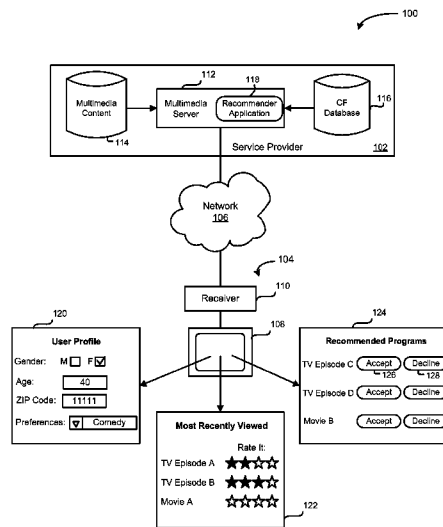 100
112
118
Multimedia
Content
114
Multimedia
Server
Recommender
Application
CF
Database
116
Service Provider
102
Network
106
104
Receiver
110
108
120
User Profile
Gender: M F
Age: 40
ZIP Code: 11111
Preferences: Comedy
Most Recently Viewed
Rate It:
TV Episode A
TV Episode B
Movie A
122
124
Recommended Programs
TV Episode C Accept Decline
126 128
TV Episode D Accept Decline
Movie B Accept Decline